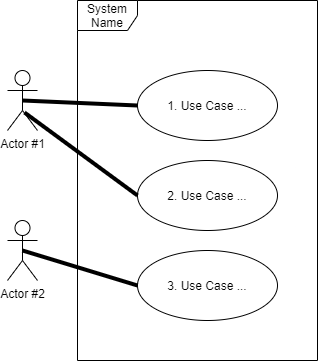 System
Name
1. Use Case ...
Actor #1
2. Use Case ...
3. Use Case ...
Actor #2